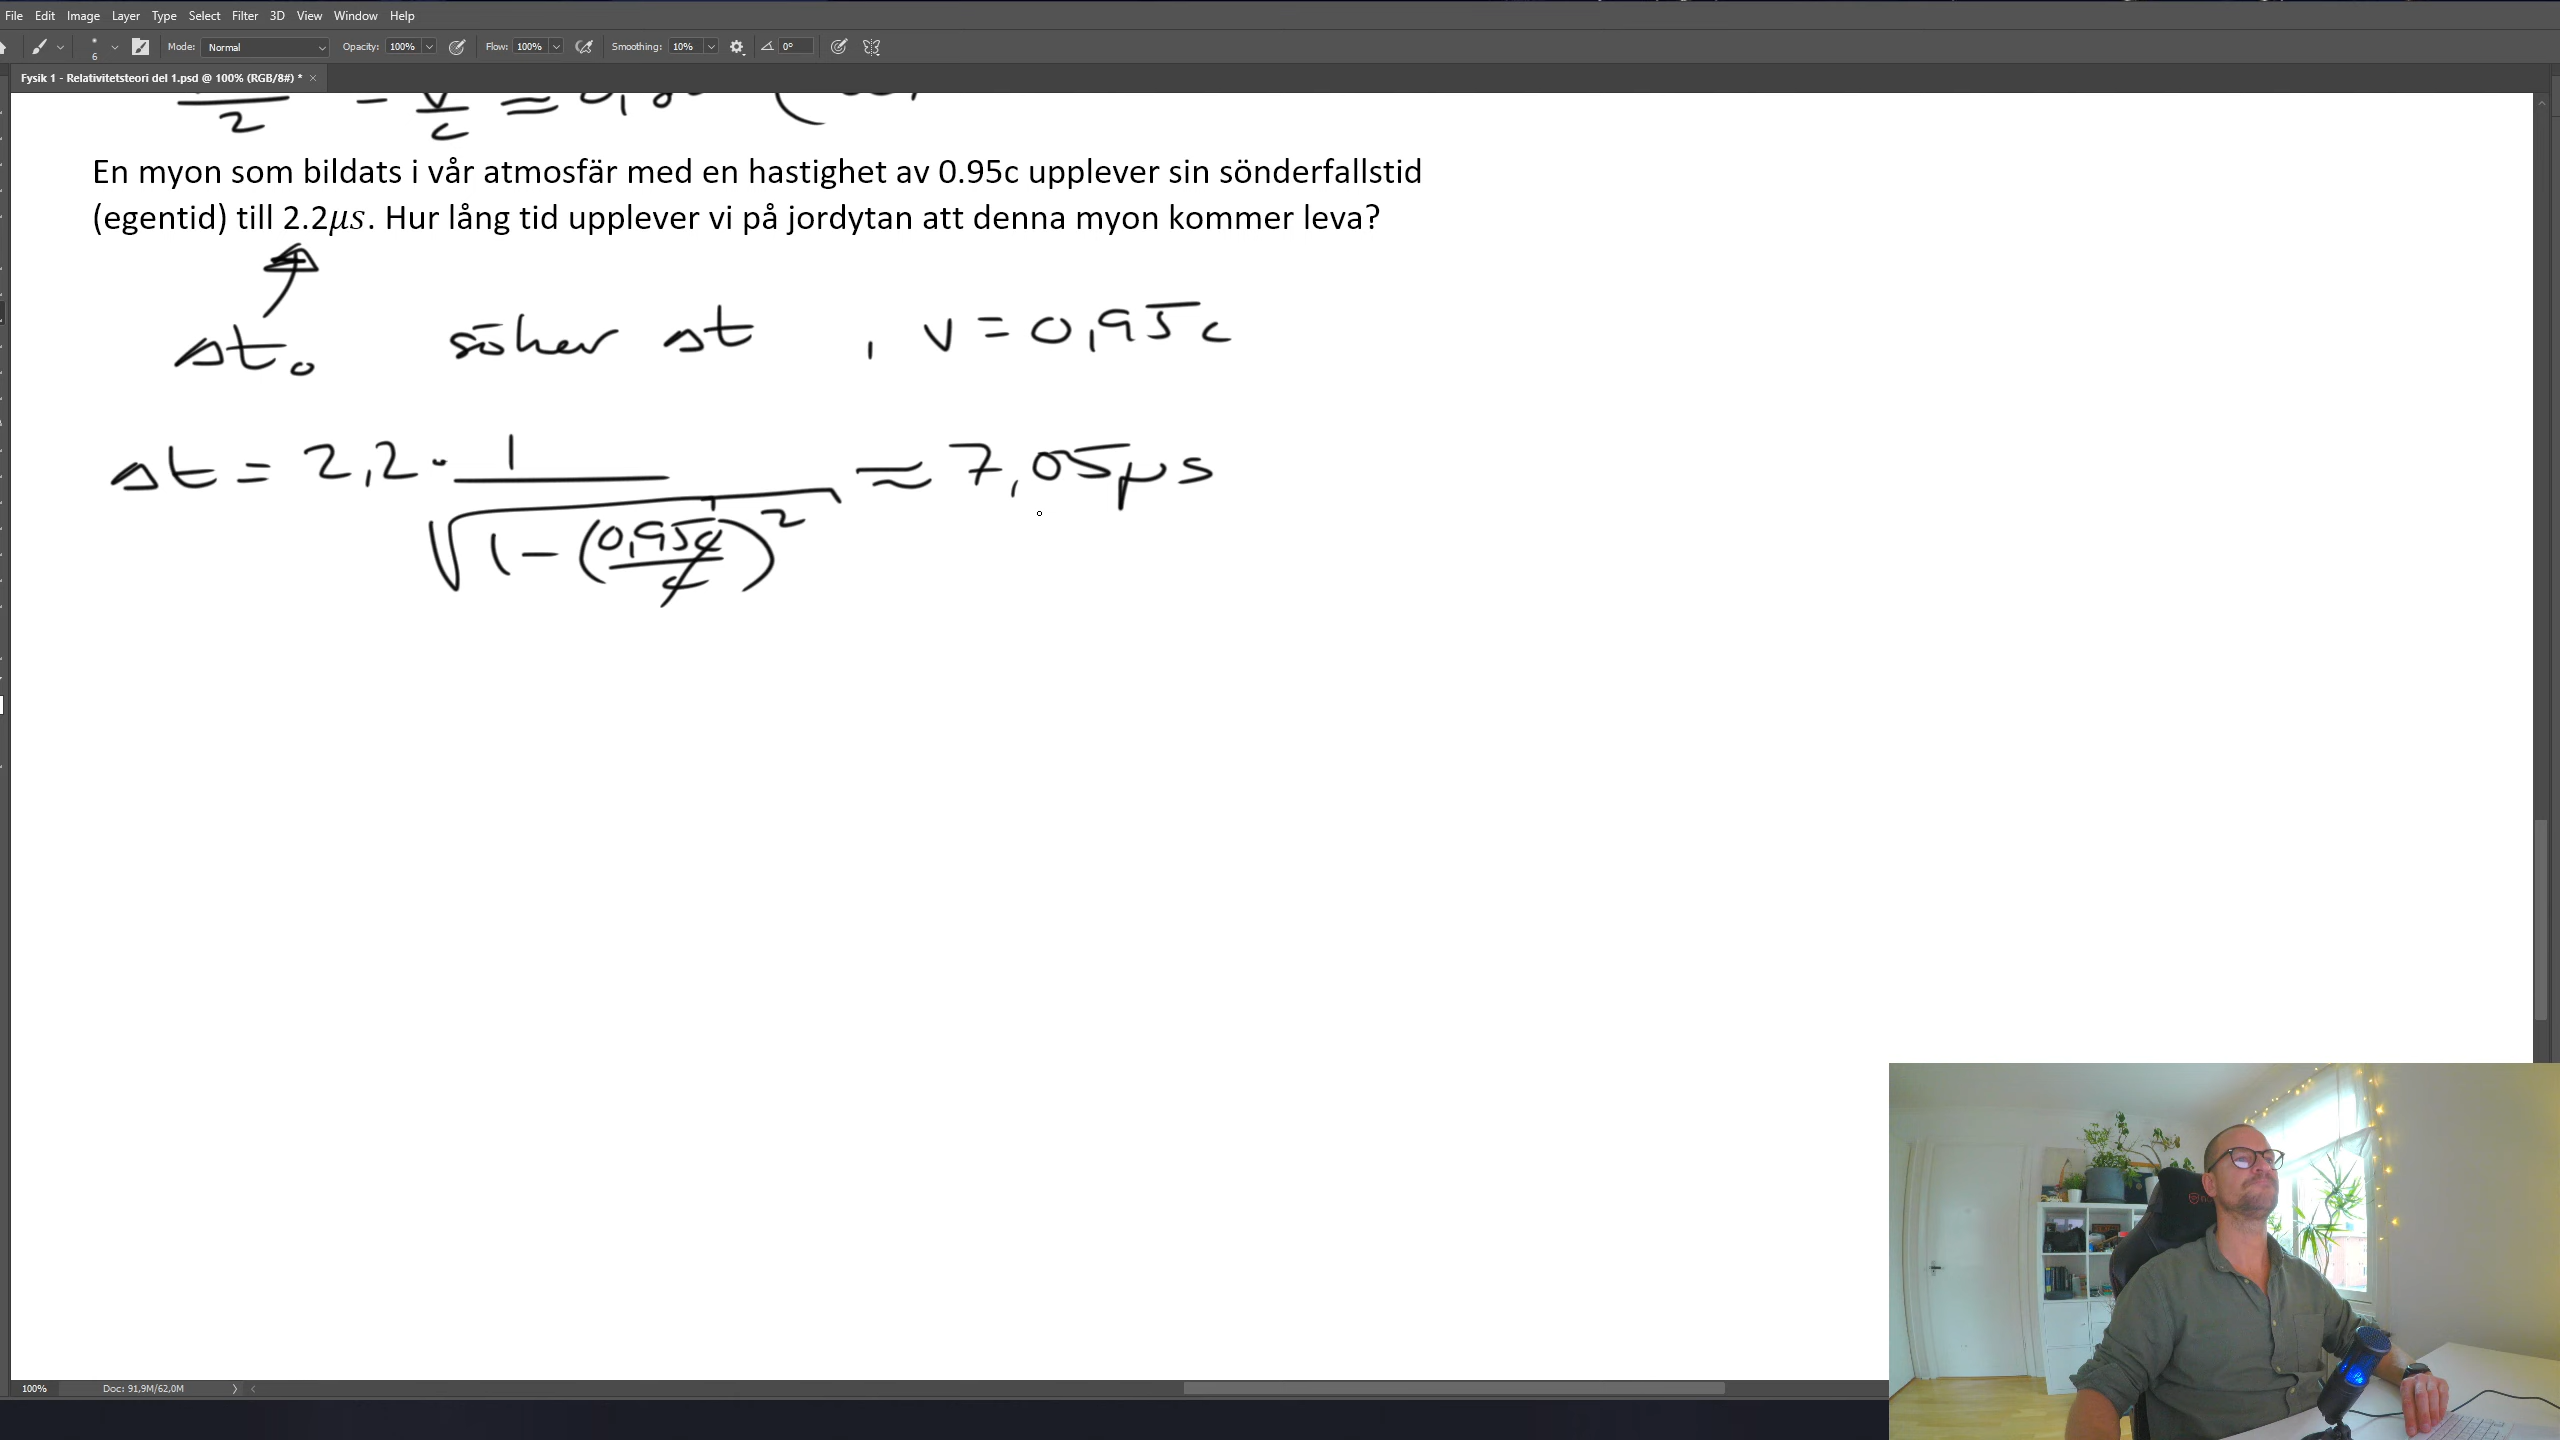 File Edit Image Layer Type Select Filter 3D View Window Help
6 Mode: Normal Opacity: 100% Flow: 100% Smoothing: 10% 0°
Fysik 1 - Relativitetsteori del 1.psd @ 100% (RGB/8#) *
2 - v/c ≈
En myon som bildats i vår atmosfär med en hastighet av 0.95c upplever sin sönderfallstid
(egentid) till 2.2μs. Hur lång tid upplever vi på jordytan att denna myon kommer leva?
Δt₀ söker Δt , v = 0,95c
Δt = 2,2 · 1/√(1 - (0,95c/c)²) ≈ 7,05μs
100% Doc: 91,9M/62,0M